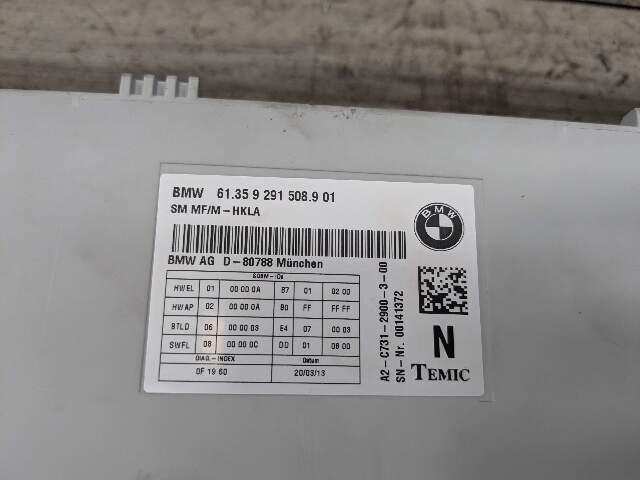 BMW 61.35 9 291 508.9 01
SM MF/M-HKLA
BMW
BMW AG D-80788 München
SGBM-IDs
HWEL 01 00 00 0A B7 01 02 00
HWAP 02 00 00 0A B0 FF FF FF
BTLD 06 00 00 03 E4 07 00 03
SWFL 08 00 00 0C DD 01 08 00
DIAG.-INDEX Datum
0F 19 60 20/03/13
A2-C731-2900-3-00
SN-Nr. 00141372
N
TEMIC